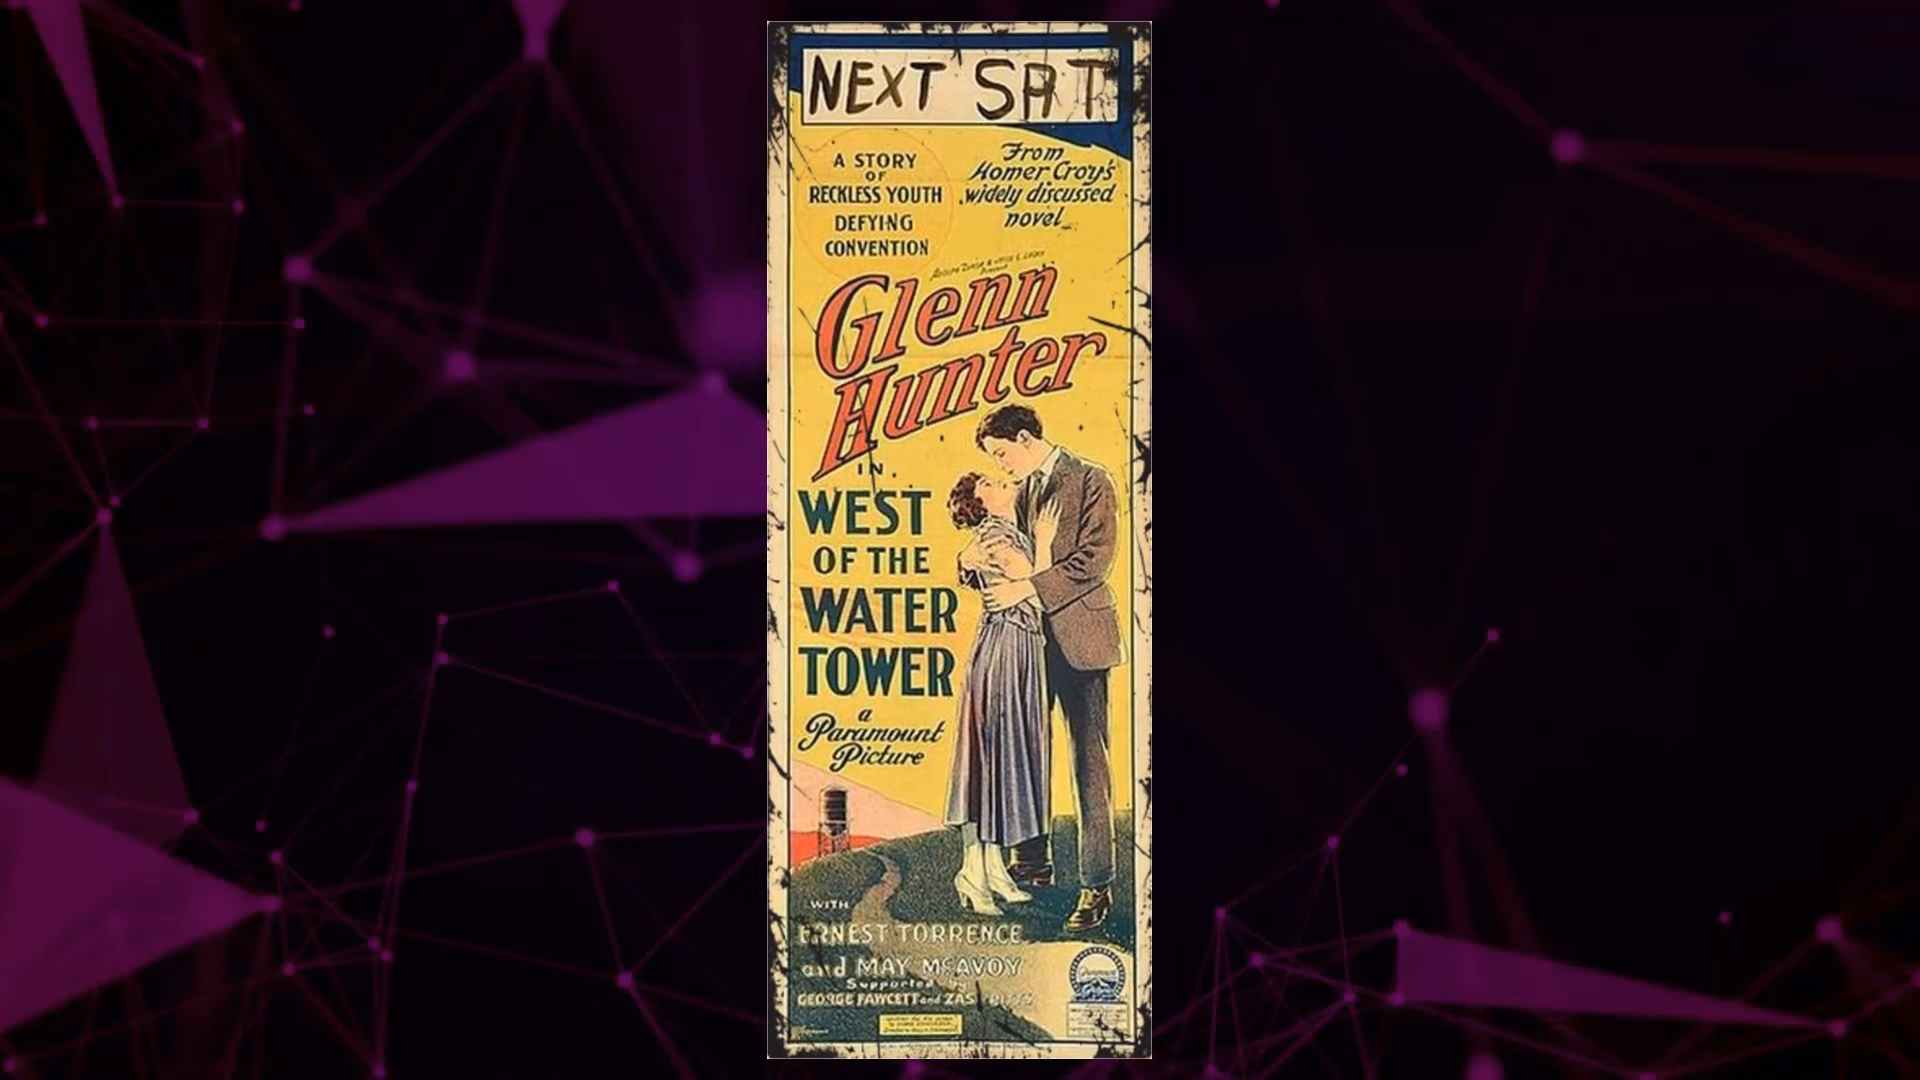 NEXT SAT
A STORY
OF
RECKLESS YOUTH
DEFYING
CONVENTION
From
Homer Croy's
widely discussed
novel
Glenn
Hunter
IN
WEST
OF THE
WATER
TOWER
a
Paramount
Picture
WITH
ERNEST TORRENCE
and MAY McAVOY
Supported by
GEORGE FAWCETT and ZASU PITTS